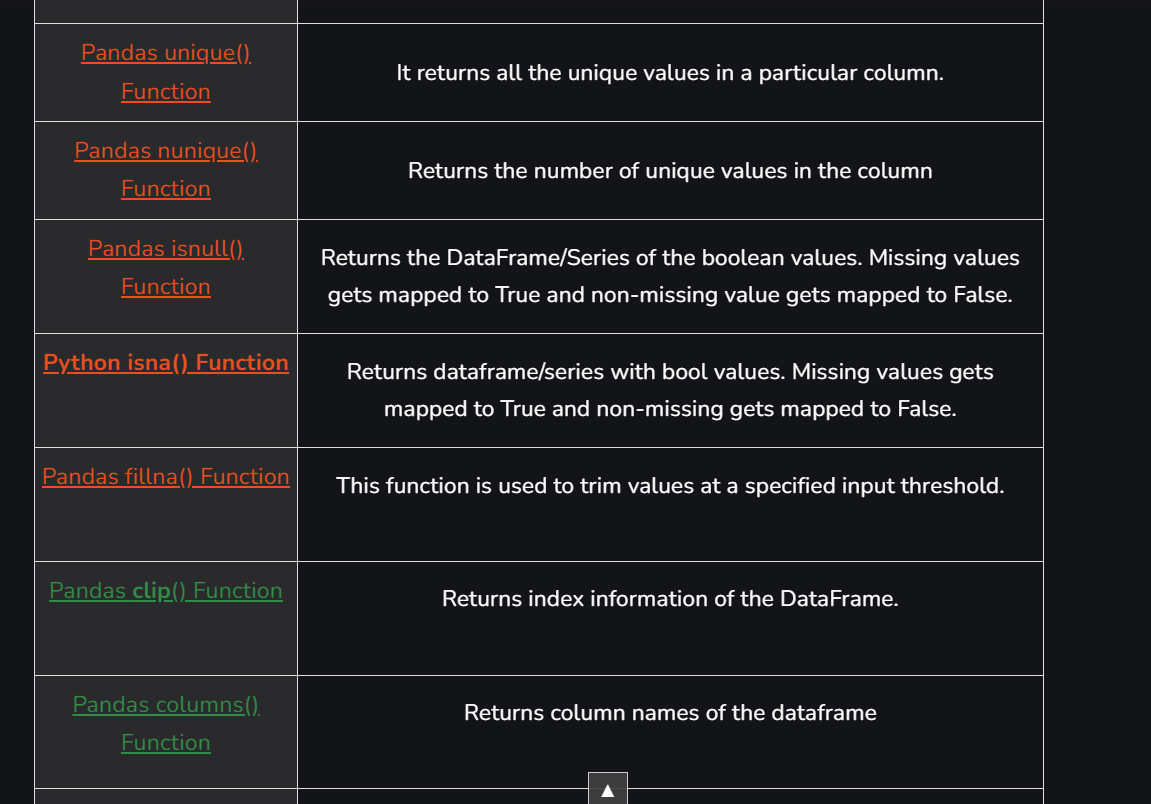 Pandas unique()
Function
It returns all the unique values in a particular column.
Pandas nunique()
Function
Returns the number of unique values in the column
Pandas isnull()
Function
Returns the DataFrame/Series of the boolean values. Missing values
gets mapped to True and non-missing value gets mapped to False.
Python isna() Function
Returns dataframe/series with bool values. Missing values gets
mapped to True and non-missing gets mapped to False.
Pandas fillna() Function
This function is used to trim values at a specified input threshold.
Pandas clip() Function
Returns index information of the DataFrame.
Pandas columns()
Function
Returns column names of the dataframe